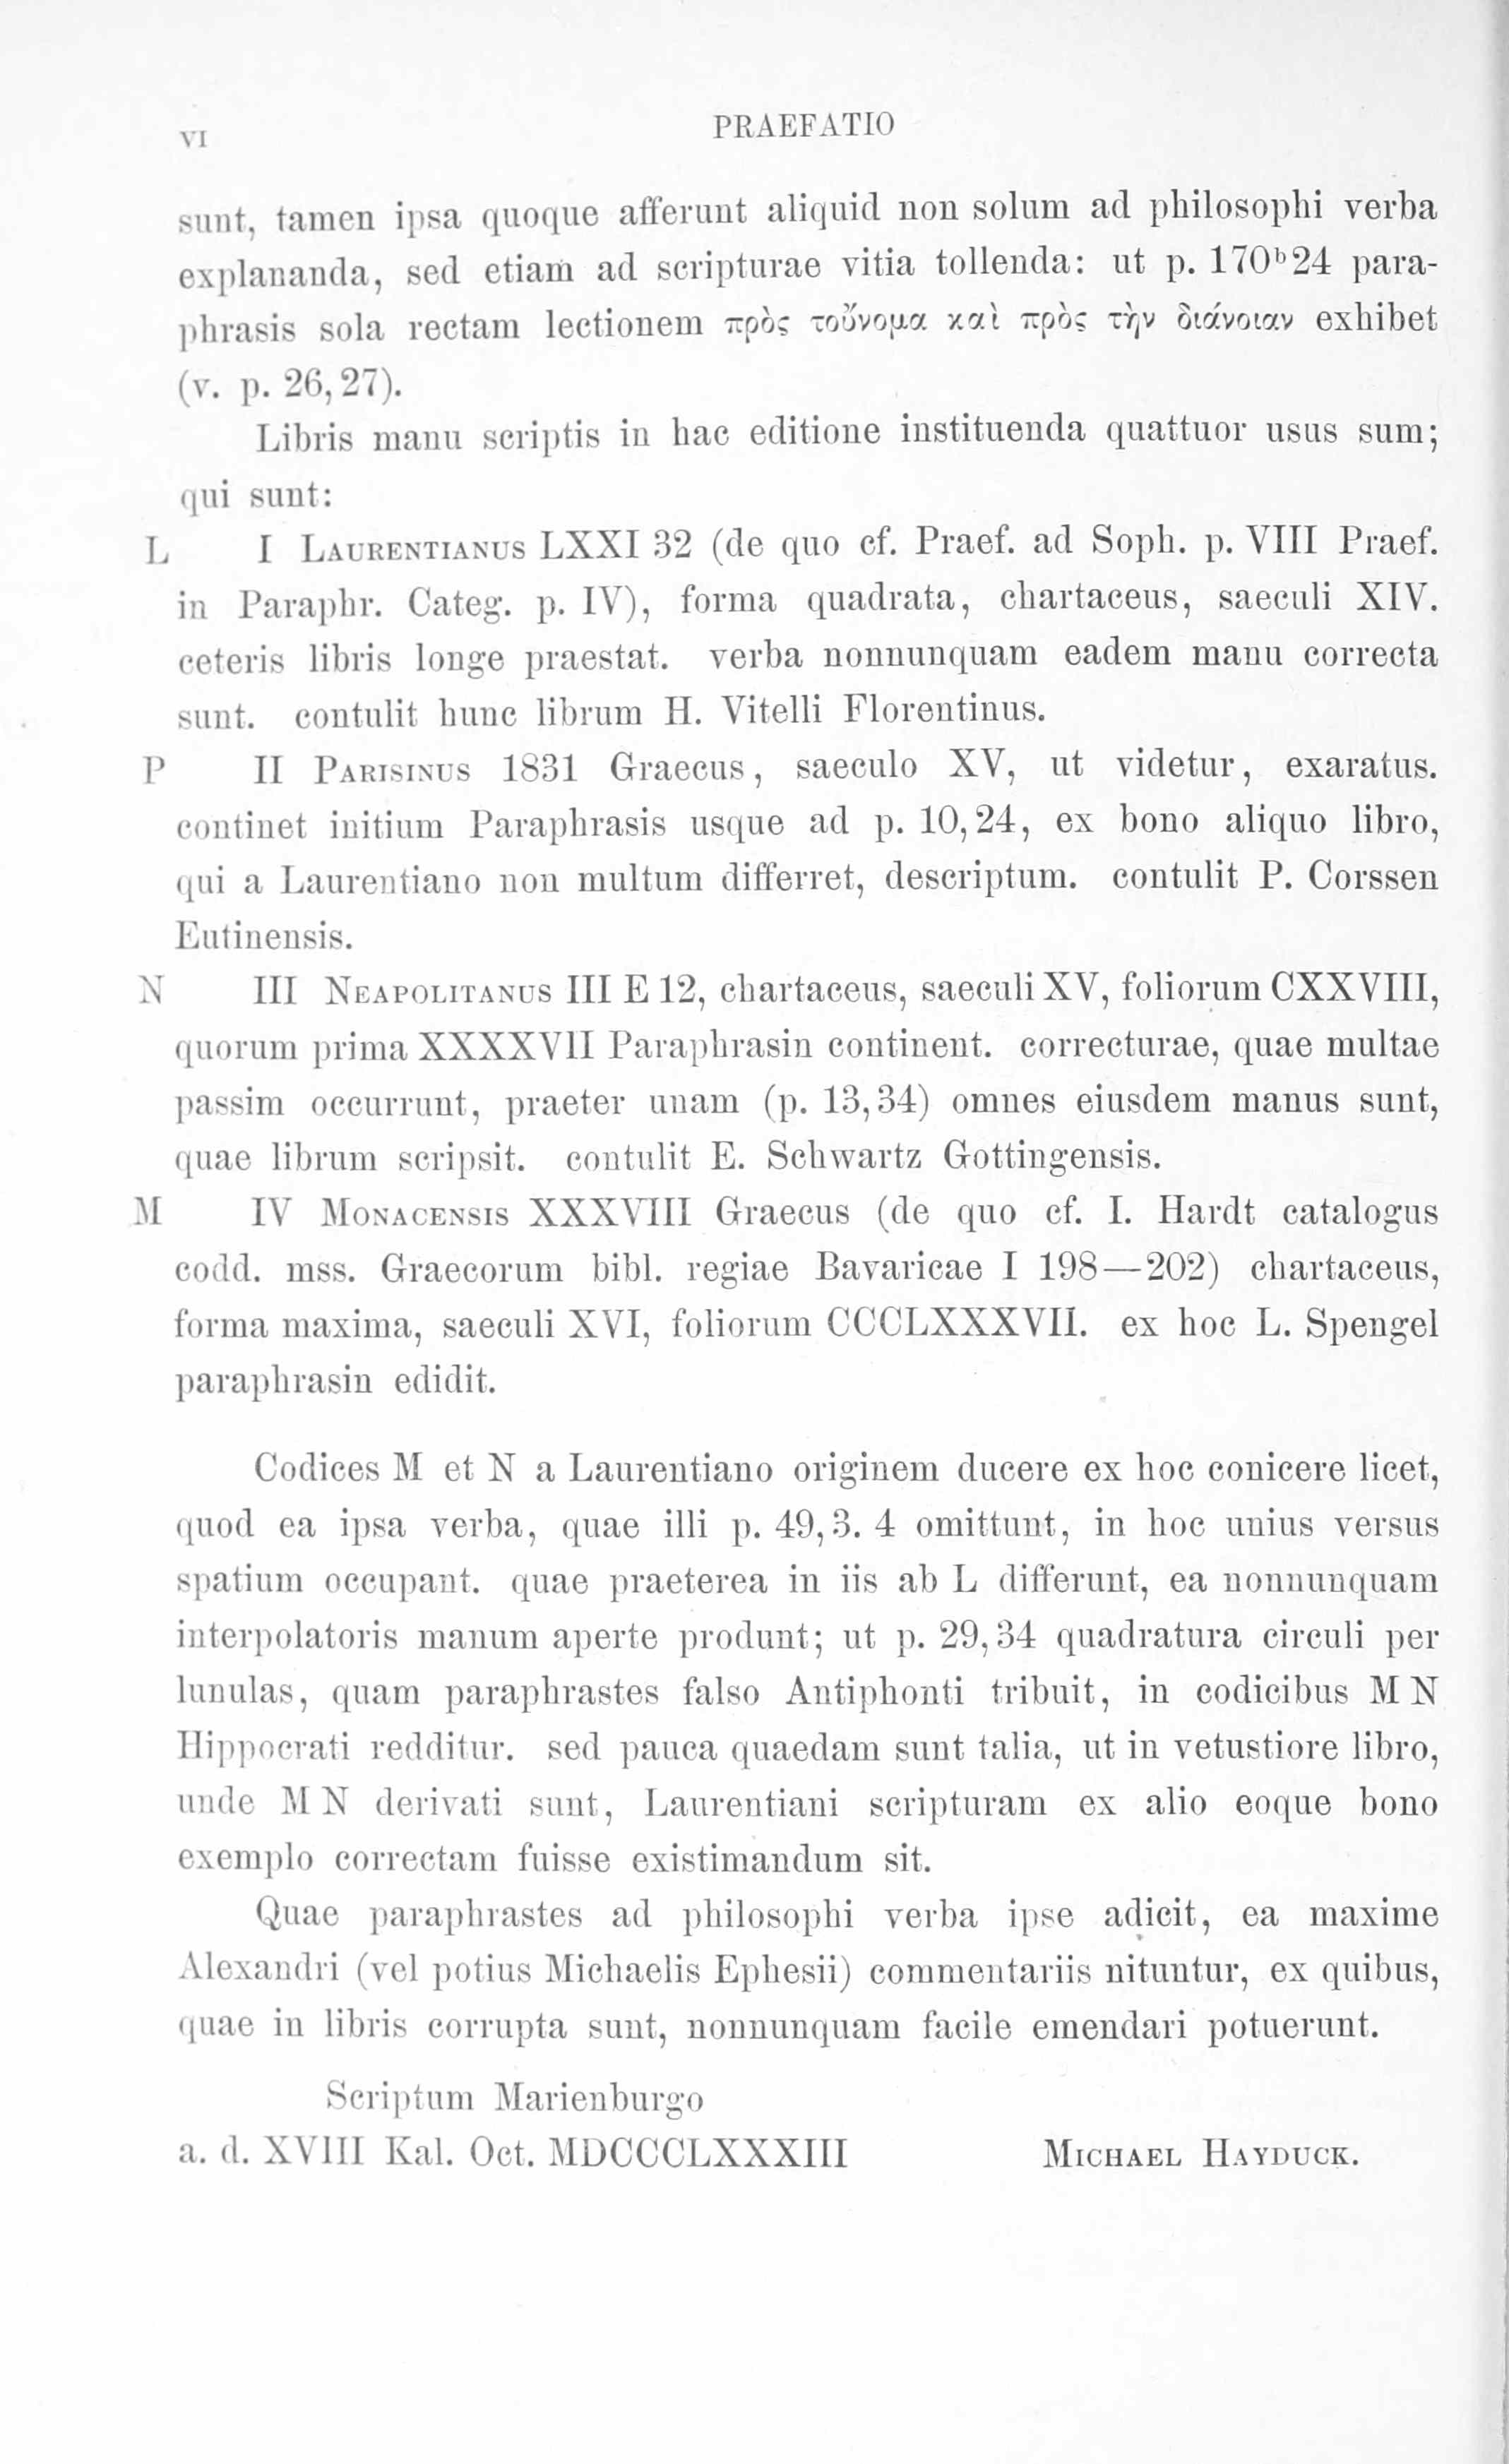 VI PRAEFATIO
sunt, tamen ipsa quoque afferunt aliquid non solum ad philosophi verba
explananda, sed etiam ad scripturae vitia tollenda: ut p. 170ᵇ24 para-
phrasis sola rectam lectionem πρὸς τοὔνομα καὶ πρὸς τὴν διάνοιαν exhibet
(v. p. 26,27).
Libris manu scriptis in hac editione instituenda quattuor usus sum;
qui sunt:
L I LAURENTIANUS LXXI 32 (de quo cf. Praef. ad Soph. p. VIII Praef.
in Paraphr. Categ. p. IV), forma quadrata, chartaceus, saeculi XIV.
ceteris libris longe praestat. verba nonnunquam eadem manu correcta
sunt. contulit hunc librum H. Vitelli Florentinus.
P II PARISINUS 1831 Graecus, saeculo XV, ut videtur, exaratus.
continet initium Paraphrasis usque ad p. 10,24, ex bono aliquo libro,
qui a Laurentiano non multum differret, descriptum. contulit P. Corssen
Eutinensis.
N III NEAPOLITANUS III E 12, chartaceus, saeculi XV, foliorum CXXVIII,
quorum prima XXXXVII Paraphrasin continent. correcturae, quae multae
passim occurrunt, praeter unam (p. 13,34) omnes eiusdem manus sunt,
quae librum scripsit. contulit E. Schwartz Gottingensis.
M IV MONACENSIS XXXVIII Graecus (de quo cf. I. Hardt catalogus
codd. mss. Graecorum bibl. regiae Bavaricae I 198—202) chartaceus,
forma maxima, saeculi XVI, foliorum CCCLXXXVII. ex hoc L. Spengel
paraphrasin edidit.
Codices M et N a Laurentiano originem ducere ex hoc conicere licet,
quod ea ipsa verba, quae illi p. 49,3. 4 omittunt, in hoc unius versus
spatium occupant. quae praeterea in iis ab L differunt, ea nonnunquam
interpolatoris manum aperte produnt; ut p. 29,34 quadratura circuli per
lunulas, quam paraphrastes falso Antiphonti tribuit, in codicibus M N
Hippocrati redditur. sed pauca quaedam sunt talia, ut in vetustiore libro,
unde M N derivati sunt, Laurentiani scripturam ex alio eoque bono
exemplo correctam fuisse existimandum sit.
Quae paraphrastes ad philosophi verba ipse adicit, ea maxime
Alexandri (vel potius Michaelis Ephesii) commentariis nituntur, ex quibus,
quae in libris corrupta sunt, nonnunquam facile emendari potuerunt.
Scriptum Marienburgo
a. d. XVIII Kal. Oct. MDCCCLXXXIII MICHAEL HAYDUCK.